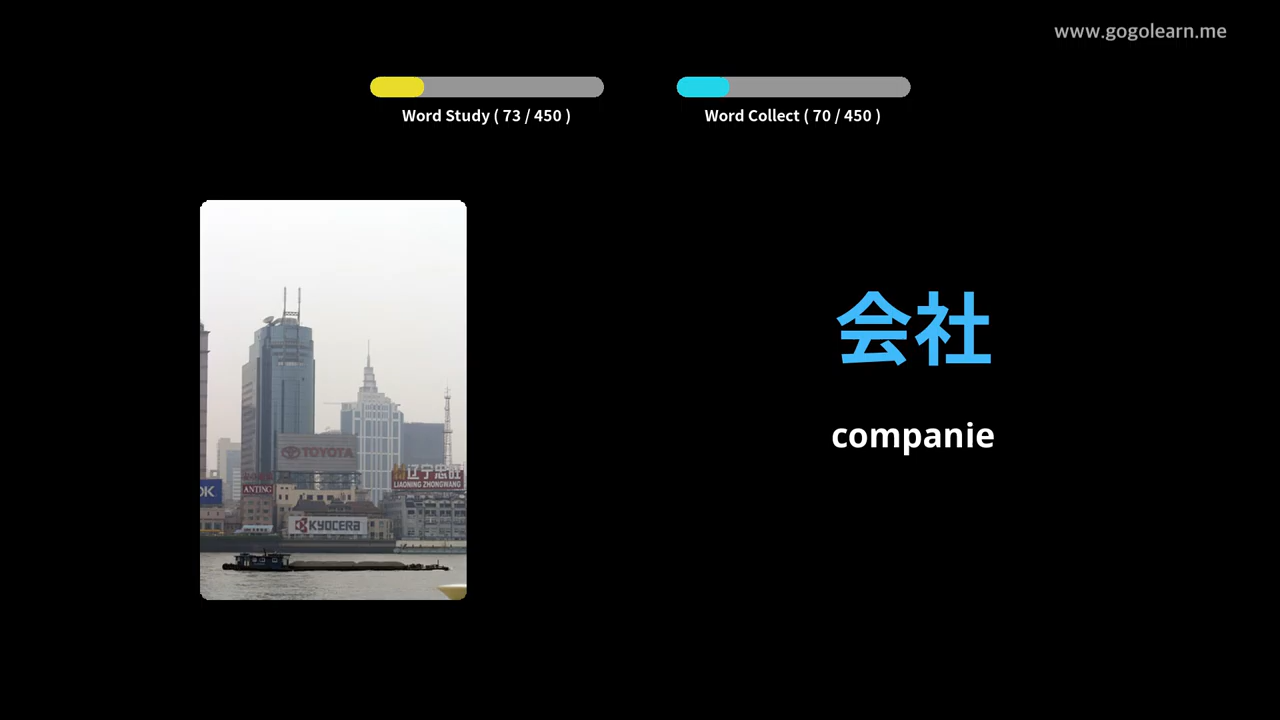 www.gogolearn.me
Word Study ( 73 / 450 )
Word Collect ( 70 / 450 )
会社
companie
TOYOTA
辽宁忠旺
LIAONING ZHONGWANG
OK
ANTING
KYOCERA